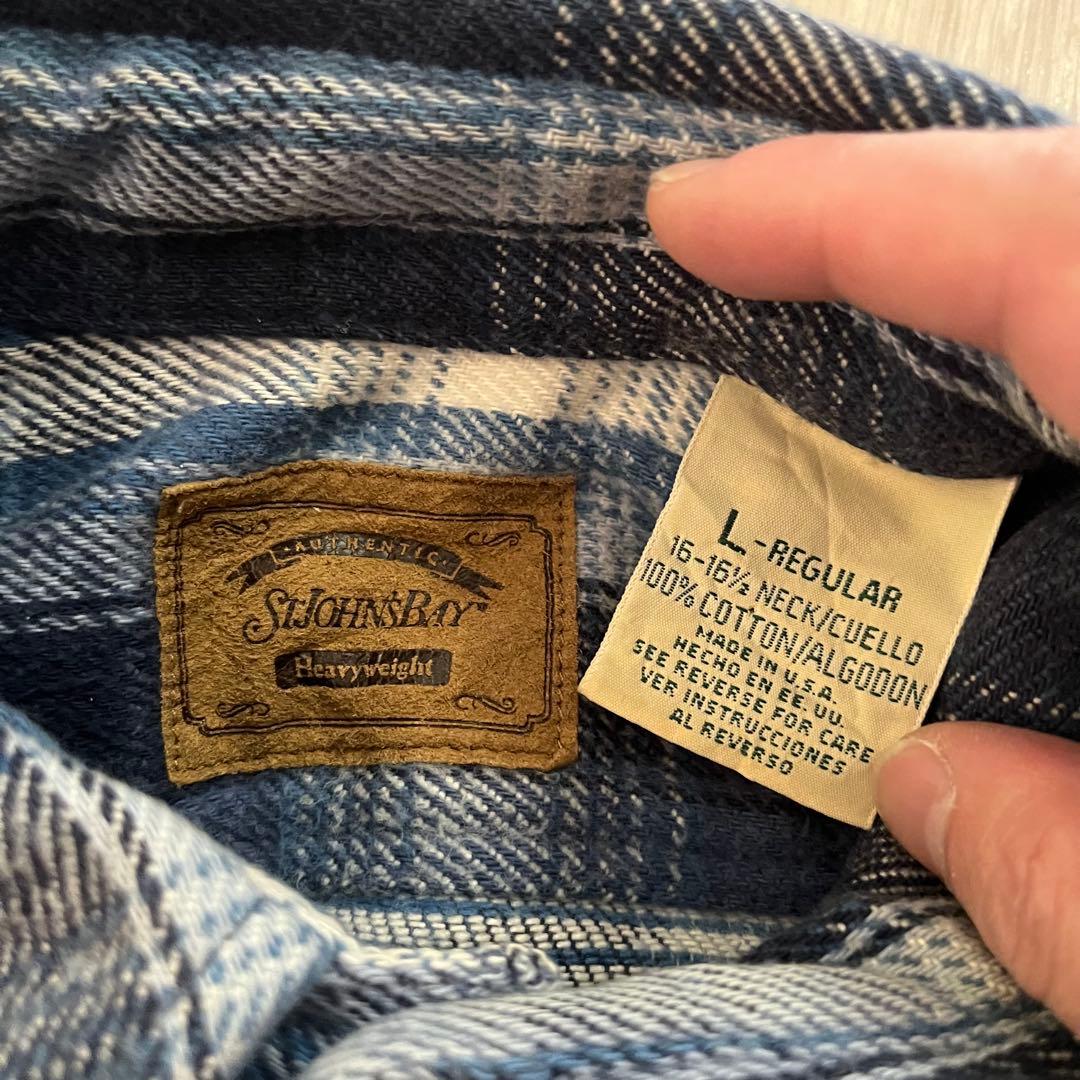 AUTHENTIC
ST. JOHN'S BAY™
Heavyweight
L - REGULAR
16-16½ NECK/CUELLO
100% COTTON/ALGODON
MADE IN U.S.A.
HECHO EN EE. UU.
SEE REVERSE FOR CARE
VER INSTRUCCIONES
AL REVERSO